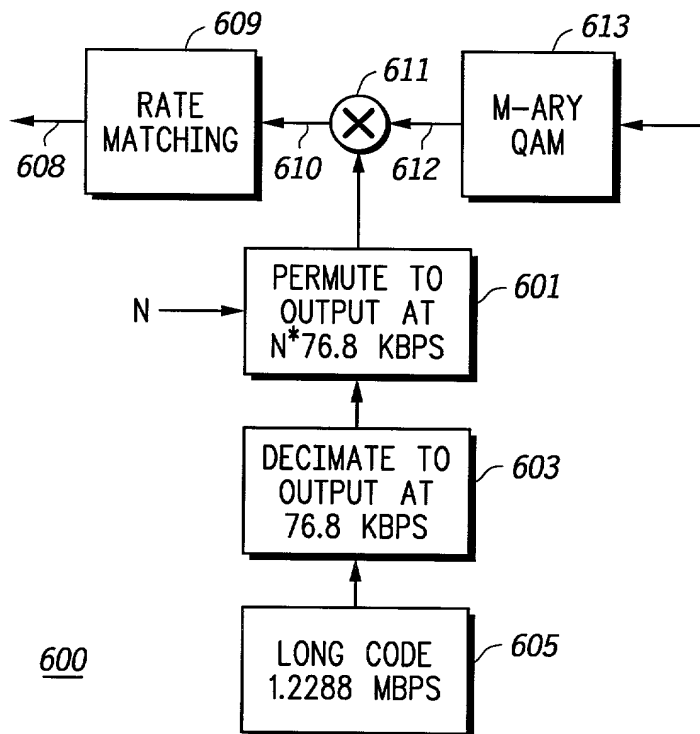 609
613
611
RATE
MATCHING
M-ARY
QAM
608
610
612
PERMUTE TO
OUTPUT AT
N*76.8 KBPS
601
N
DECIMATE TO
OUTPUT AT
76.8 KBPS
603
LONG CODE
1.2288 MBPS
605
600